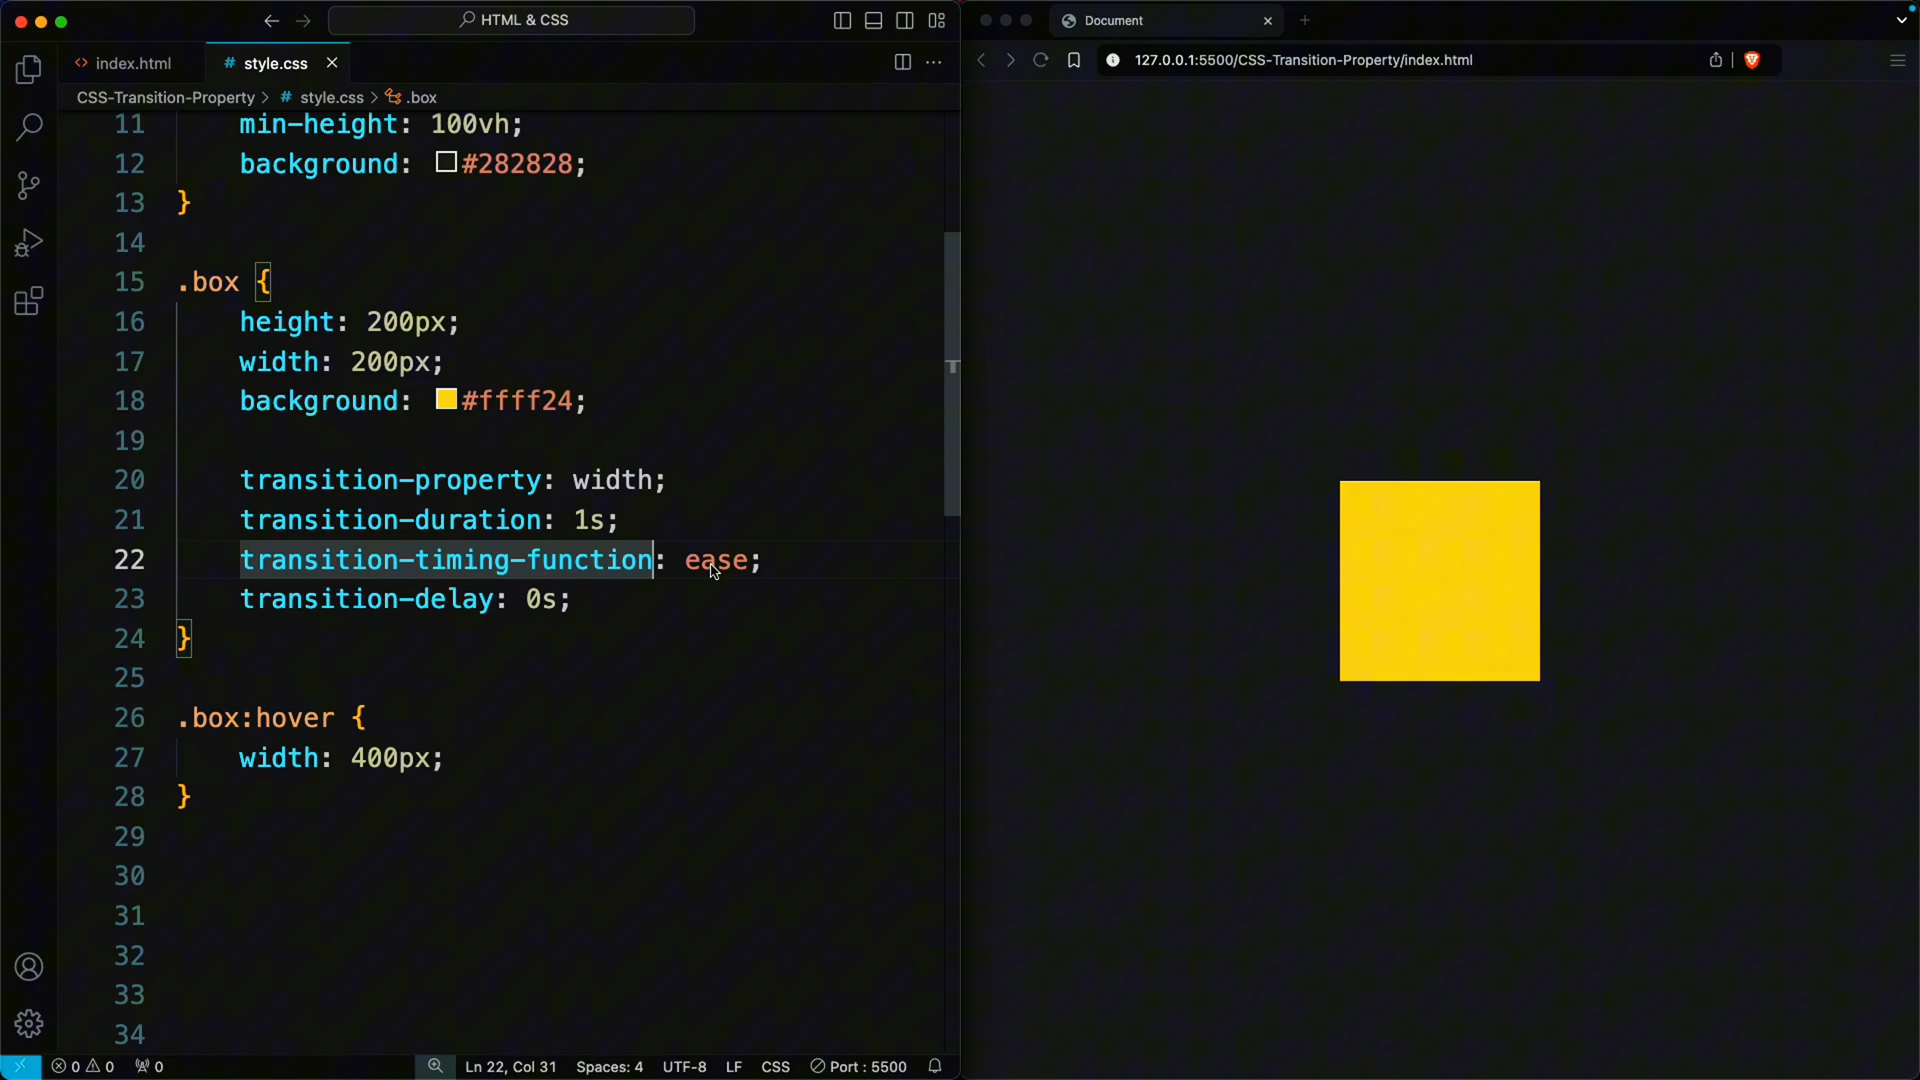 HTML & CSS
index.html
# style.css
CSS-Transition-Property > # style.css > .box
11 min-height: 100vh;
12 background: #282828;
13 }
14
15 .box {
16 height: 200px;
17 width: 200px;
18 background: #ffff24;
19
20 transition-property: width;
21 transition-duration: 1s;
22 transition-timing-function: ease;
23 transition-delay: 0s;
24 }
25
26 .box:hover {
27 width: 400px;
28 }
29
30
31
32
33
34
0 0 0 Ln 22, Col 31 Spaces: 4 UTF-8 LF CSS Port : 5500
Document
127.0.0.1:5500/CSS-Transition-Property/index.html